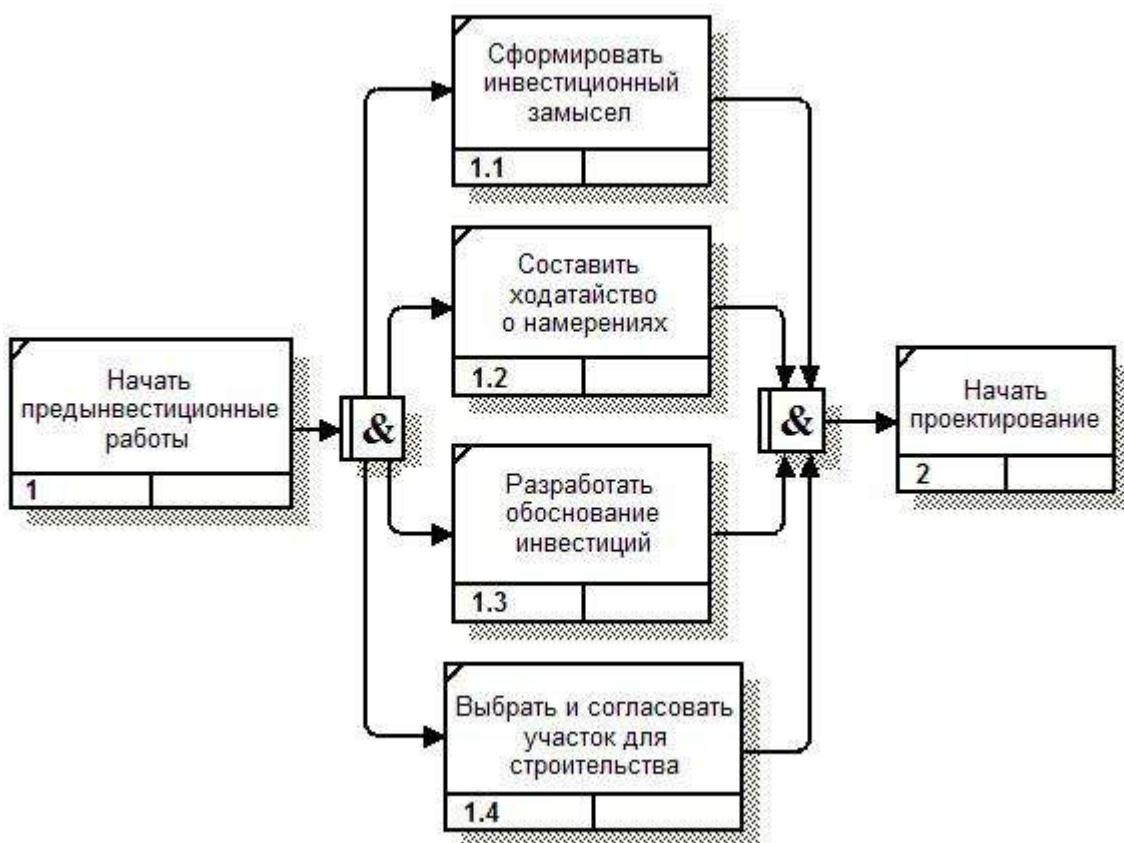 Сформировать
инвестиционный
замысел
1.1
Составить
ходатайство
о намерениях
1.2
Начать
предынвестиционные
работы
1
&
Разработать
обоснование
инвестиций
1.3
Выбрать и согласовать
участок для
строительства
1.4
&
Начать
проектирование
2